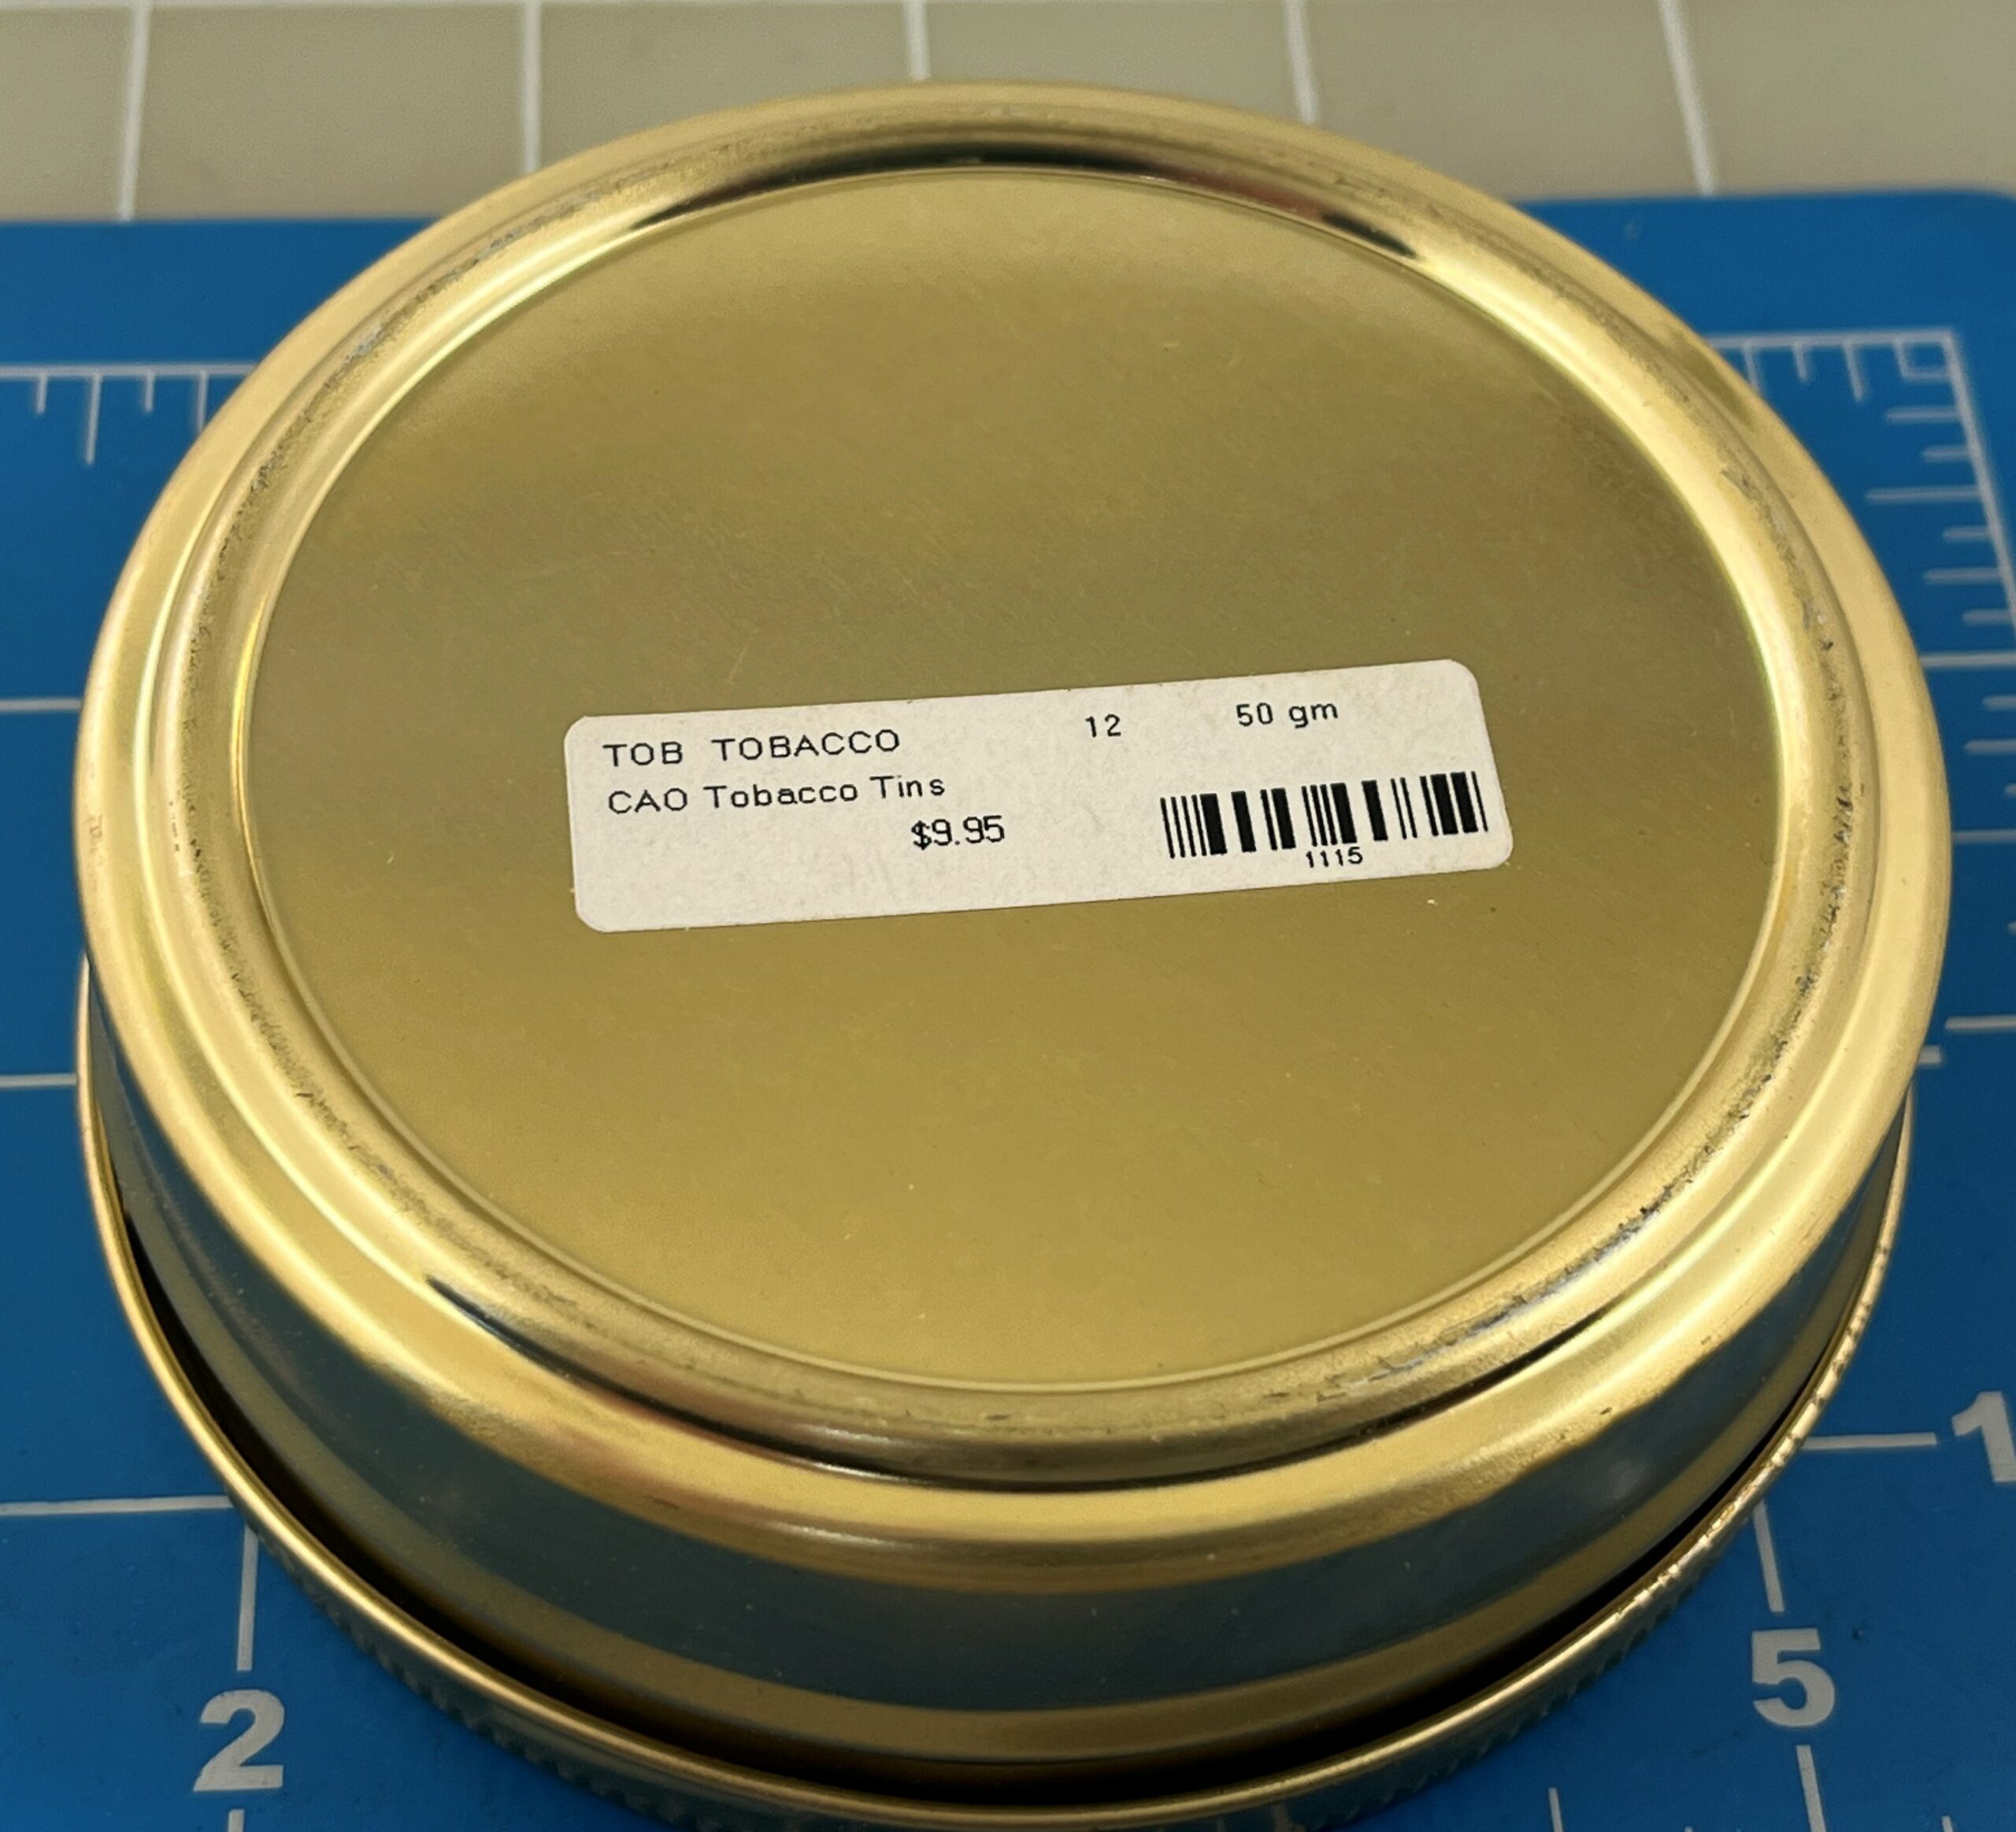 TOB TOBACCO 12 50 gm
CAO Tobacco Tins
$9.95
1115
1
2
5